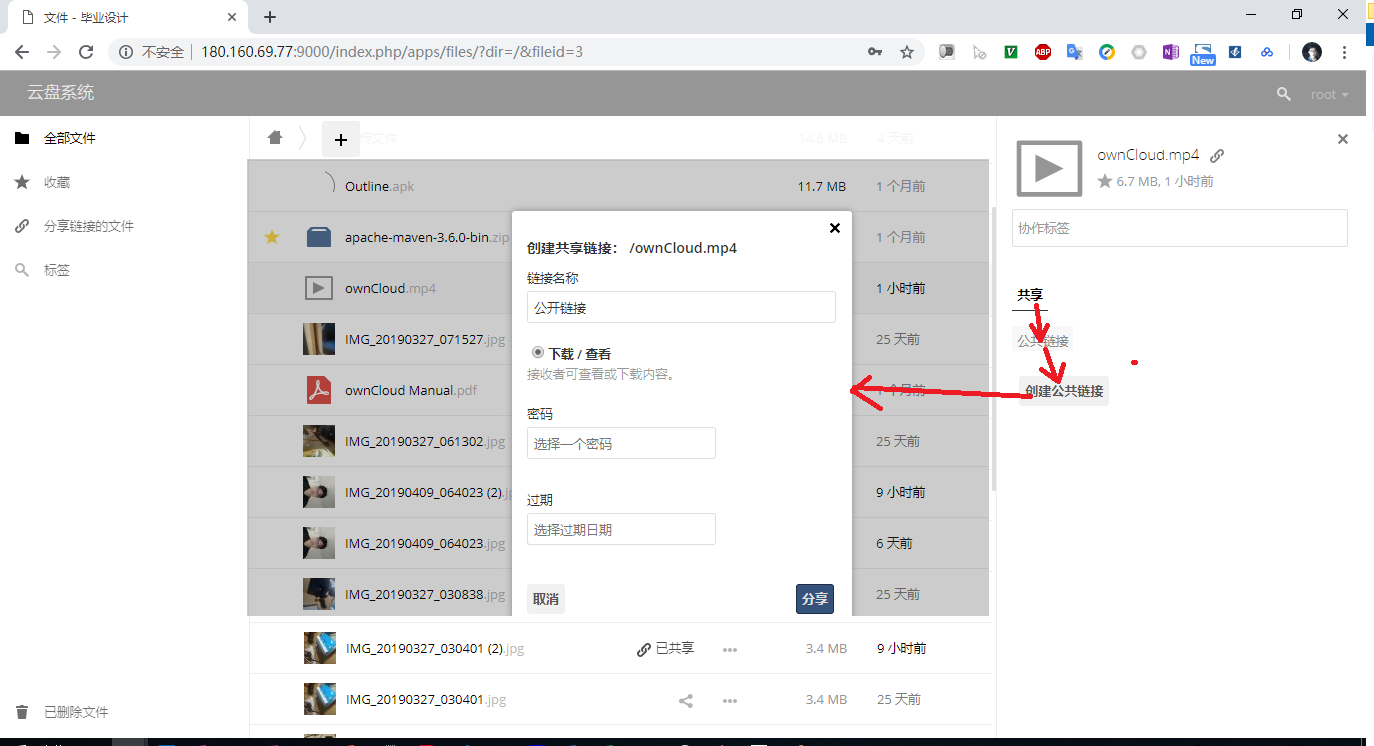 文件 - 毕业设计
不安全 180.160.69.77:9000/index.php/apps/files/?dir=/&fileid=3
ABP
New
云盘系统
root
全部文件
收藏
分享链接的文件
标签
已删除文件
+
14.6 MB 4 天前
Outline.apk 11.7 MB 1 个月前
apache-maven-3.6.0-bin.zip 1 个月前
ownCloud.mp4 1 小时前
IMG_20190327_071527.jpg 25 天前
ownCloud Manual.pdf 1 个月前
IMG_20190327_061302.jpg 25 天前
IMG_20190409_064023 (2).jpg 9 小时前
IMG_20190409_064023.jpg 6 天前
IMG_20190327_030838.jpg 25 天前
IMG_20190327_030401 (2).jpg 已共享 3.4 MB 9 小时前
IMG_20190327_030401.jpg 3.4 MB 25 天前
创建共享链接： /ownCloud.mp4
链接名称
公开链接
下载 / 查看
接收者可查看或下载内容。
密码
选择一个密码
过期
选择过期日期
取消 分享
ownCloud.mp4
6.7 MB, 1 小时前
协作标签
共享
公共链接
创建公共链接